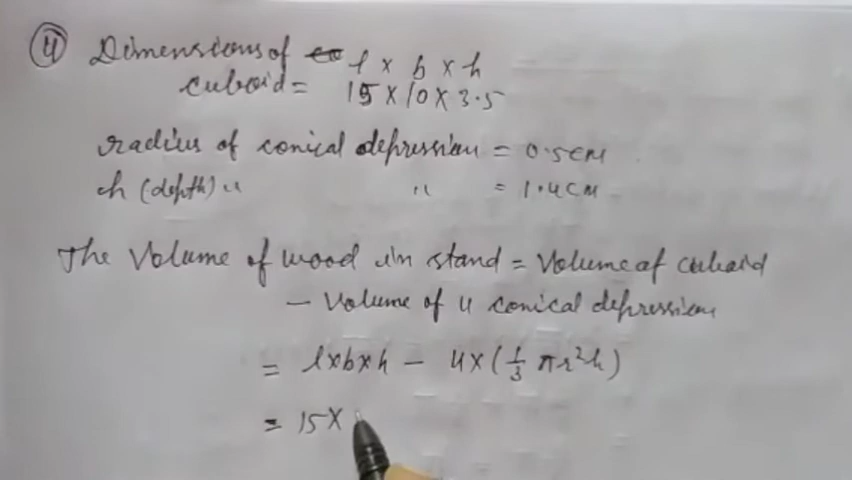 ④ Dimensions of l × b × h
cuboid = 15 × 10 × 3.5
radius of conical depression = 0.5cm
h (depth) " " = 1.4cm
The Volume of wood in stand = Volume of cuboid
- Volume of 4 conical depression
= l×b×h - 4×(1/3 πr²h)
= 15×